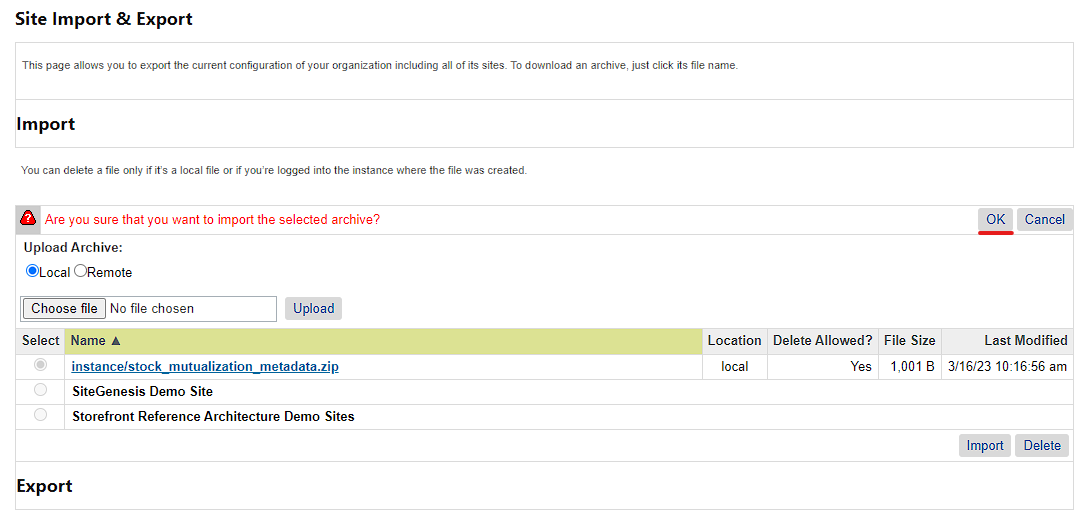 Site Import & Export
This page allows you to export the current configuration of your organization including all of its sites. To download an archive, just click its file name.
Import
You can delete a file only if it's a local file or if you're logged into the instance where the file was created.
? Are you sure that you want to import the selected archive? OK Cancel
Upload Archive:
Local Remote
Choose file No file chosen Upload
Select Name ▲ Location Delete Allowed? File Size Last Modified
instance/stock_mutualization_metadata.zip local Yes 1,001 B 3/16/23 10:16:56 am
SiteGenesis Demo Site
Storefront Reference Architecture Demo Sites
Import Delete
Export